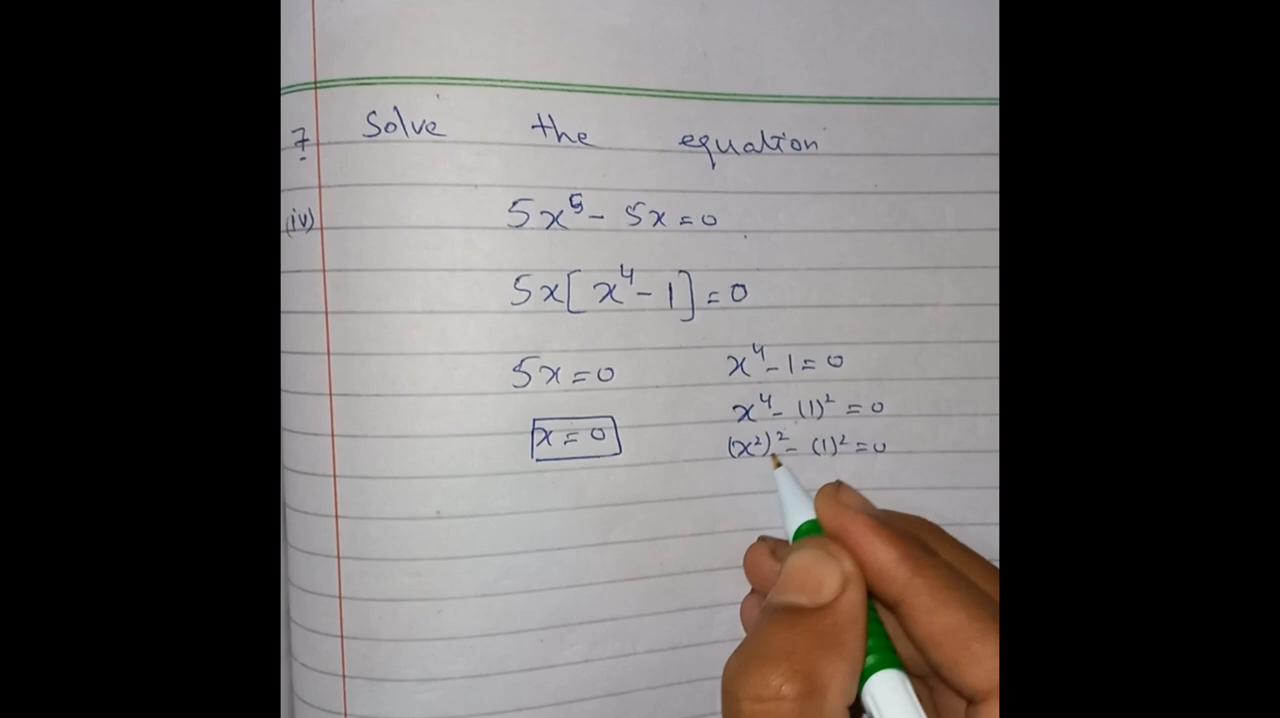 7 Solve the equation
(iv) 5x⁵ - 5x = 0
5x[x⁴ - 1] = 0
5x = 0 x⁴ - 1 = 0
x⁴ - (1)² = 0
x = 0 (x²)² - (1)² = 0